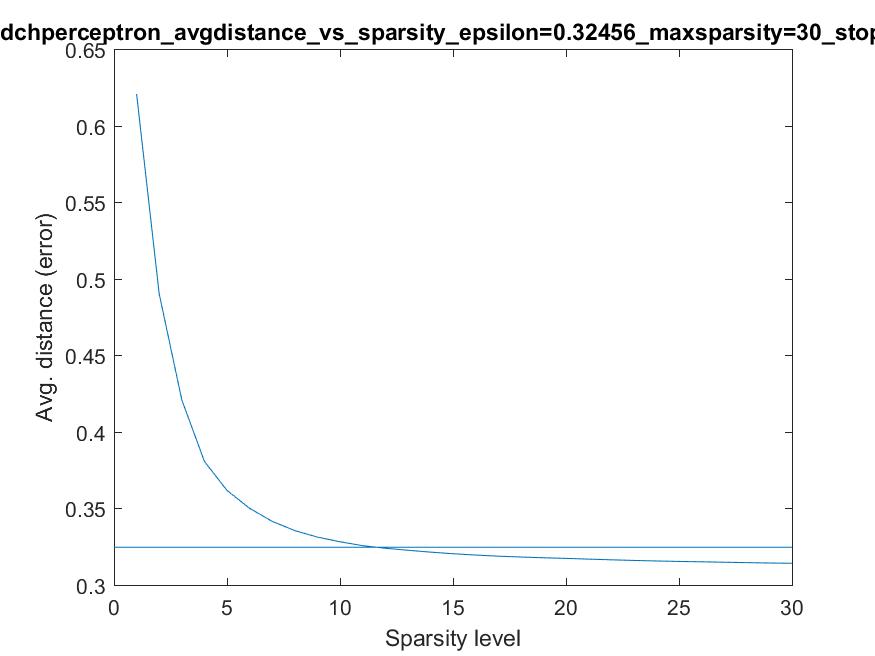 dchperceptron_avgdistance_vs_sparsity_epsilon=0.32456_maxsparsity=30_stop
0.65
0.6
0.55
0.5
0.45
0.4
0.35
0.3
Avg. distance (error)
0 5 10 15 20 25 30
Sparsity level